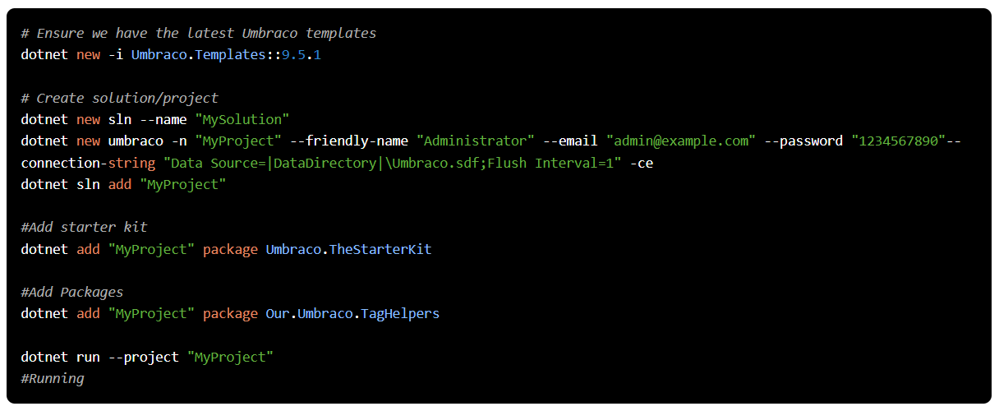 # Ensure we have the latest Umbraco templates
dotnet new -i Umbraco.Templates::9.5.1
# Create solution/project
dotnet new sln --name "MySolution"
dotnet new umbraco -n "MyProject" --friendly-name "Administrator" --email "admin@example.com" --password "1234567890"--
connection-string "Data Source=|DataDirectory|\Umbraco.sdf;Flush Interval=1" -ce
dotnet sln add "MyProject"
#Add starter kit
dotnet add "MyProject" package Umbraco.TheStarterKit
#Add Packages
dotnet add "MyProject" package Our.Umbraco.TagHelpers
dotnet run --project "MyProject"
#Running